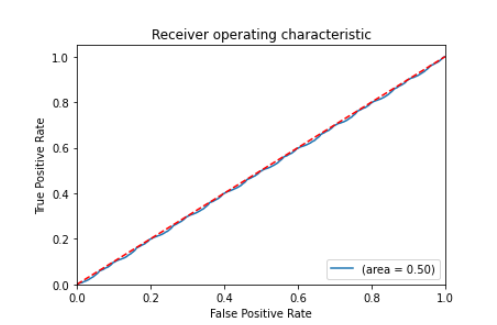 Receiver operating characteristic
1.0
0.8
0.6
0.4
0.2
0.0
True Positive Rate
(area = 0.50)
0.0 0.2 0.4 0.6 0.8 1.0
False Positive Rate